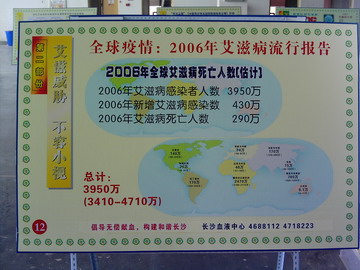 第二部份
艾滋威胁 不容小视
全球疫情：2006年艾滋病流行报告
2006年全球艾滋病死亡人数[估计]
2006年艾滋病感染者人数 3950万
2006年新增艾滋病感染数 430万
2006年艾滋病死亡人数 290万
总计：
3950万
(3410-4710万)
12
倡导无偿献血，构建和谐长沙
长沙血液中心 4688112 4718223